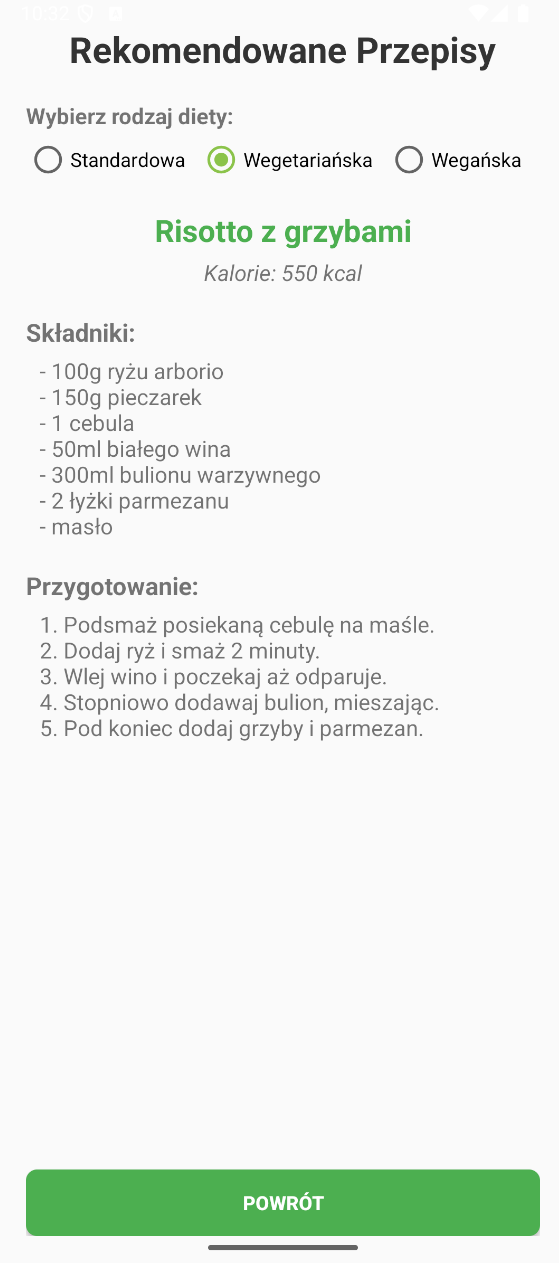 10:32
Rekomendowane Przepisy
Wybierz rodzaj diety:
Standardowa Wegetariańska Wegańska
Risotto z grzybami
Kalorie: 550 kcal
Składniki:
- 100g ryżu arborio
- 150g pieczarek
- 1 cebula
- 50ml białego wina
- 300ml bulionu warzywnego
- 2 łyżki parmezanu
- masło
Przygotowanie:
1. Podsmaż posiekaną cebulę na maśle.
2. Dodaj ryż i smaż 2 minuty.
3. Wlej wino i poczekaj aż odparuje.
4. Stopniowo dodawaj bulion, mieszając.
5. Pod koniec dodaj grzyby i parmezan.
POWRÓT